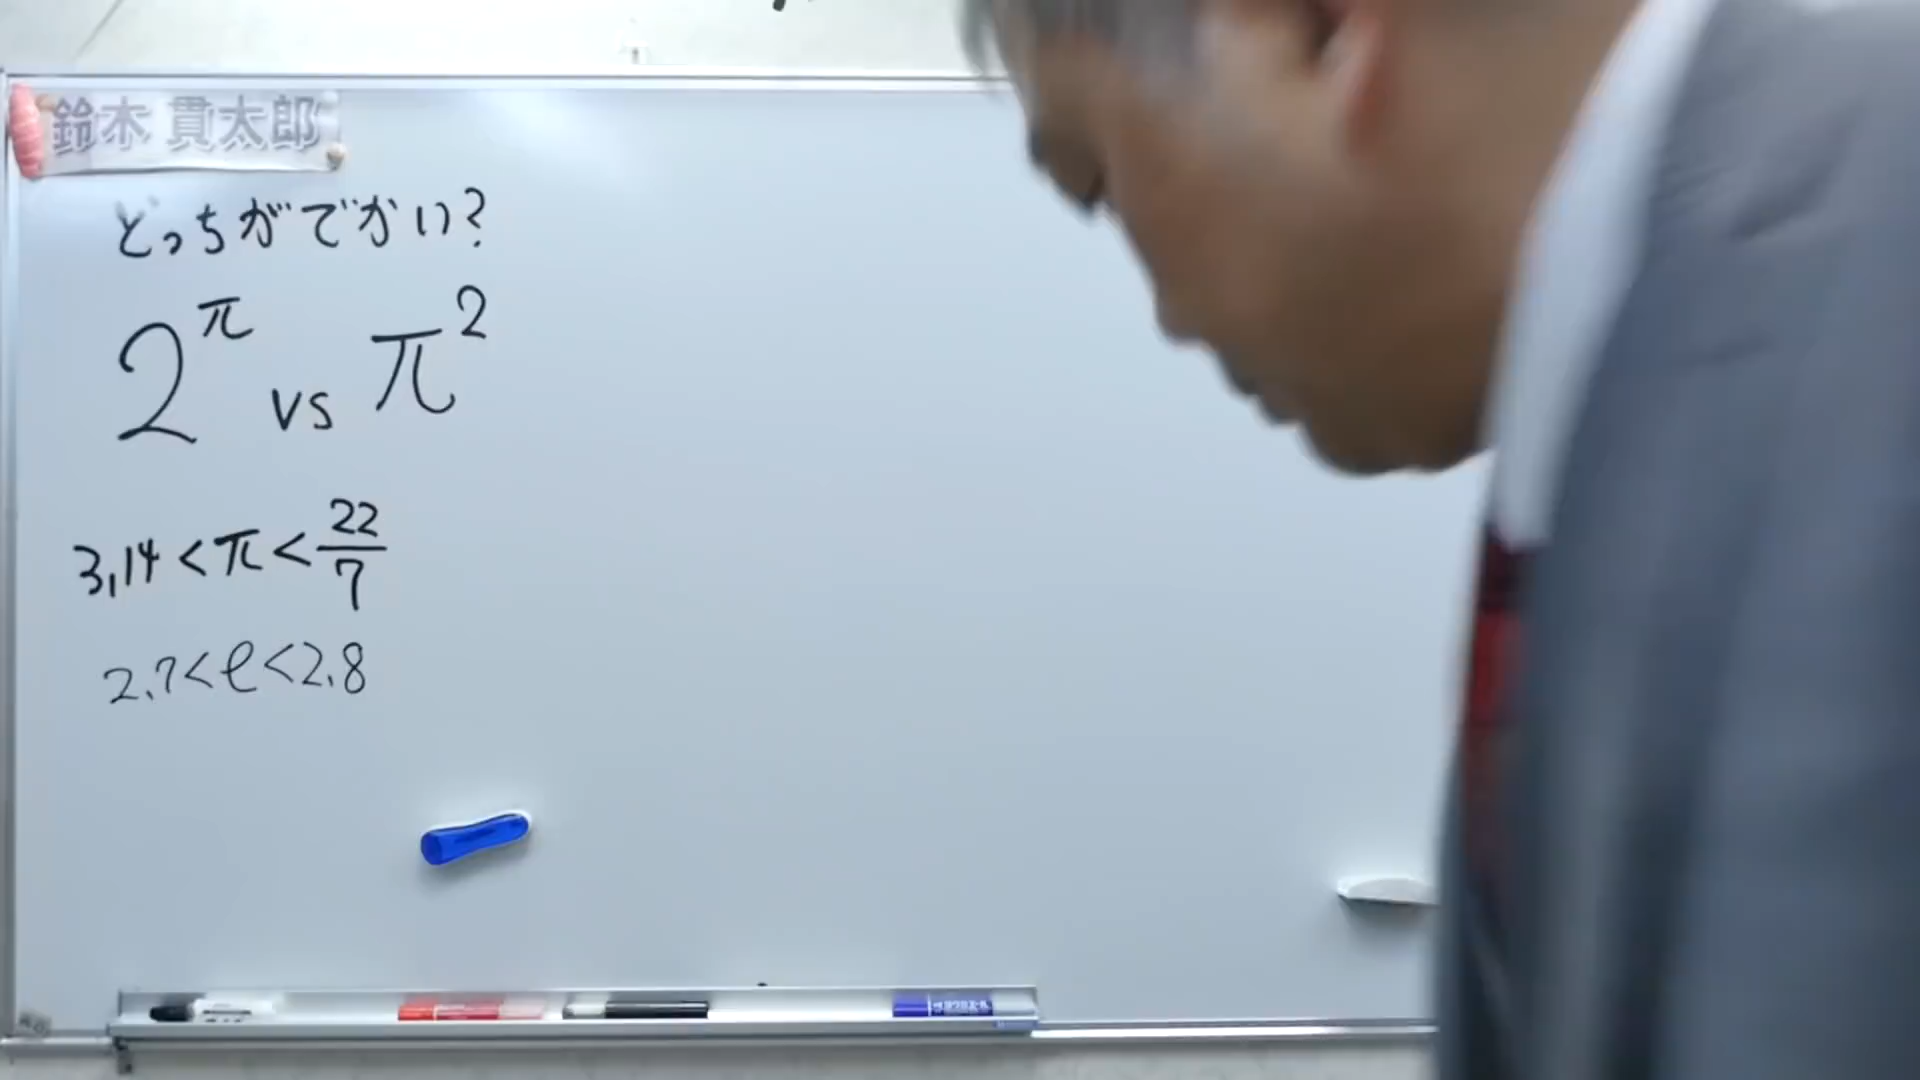 鈴木 貫太郎
どっちがでかい?
2^π vs π^2
3.14 < π < 22/7
2.7 < e < 2.8